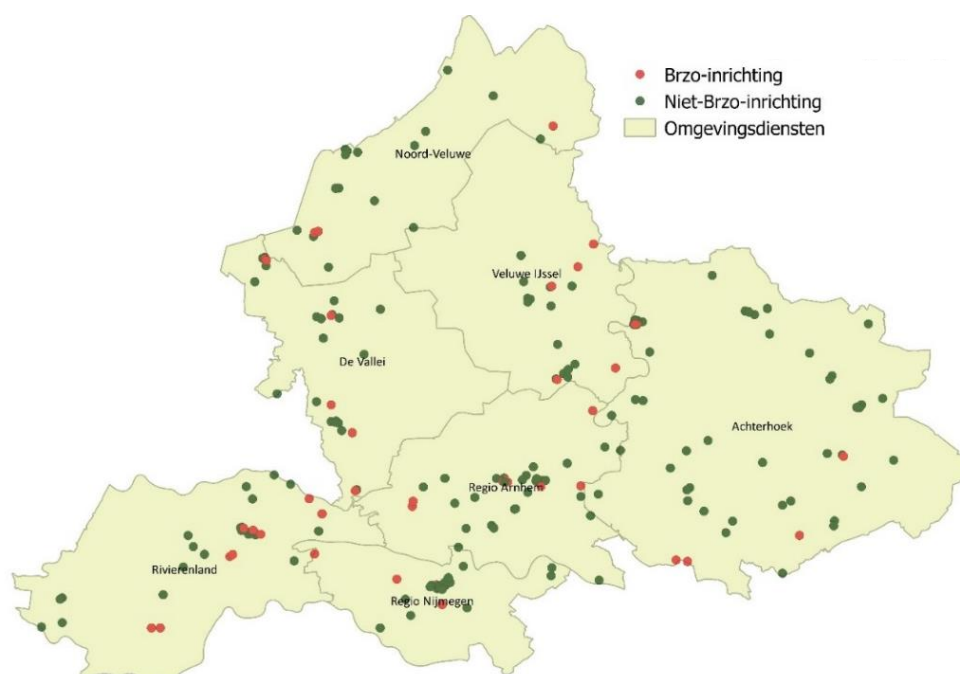 Brzo-inrichting
Niet-Brzo-inrichting
Omgevingsdiensten
Noord-Veluwe
Veluwe IJssel
De Vallei
Achterhoek
Regio Arnhem
Rivierenland
Regio Nijmegen